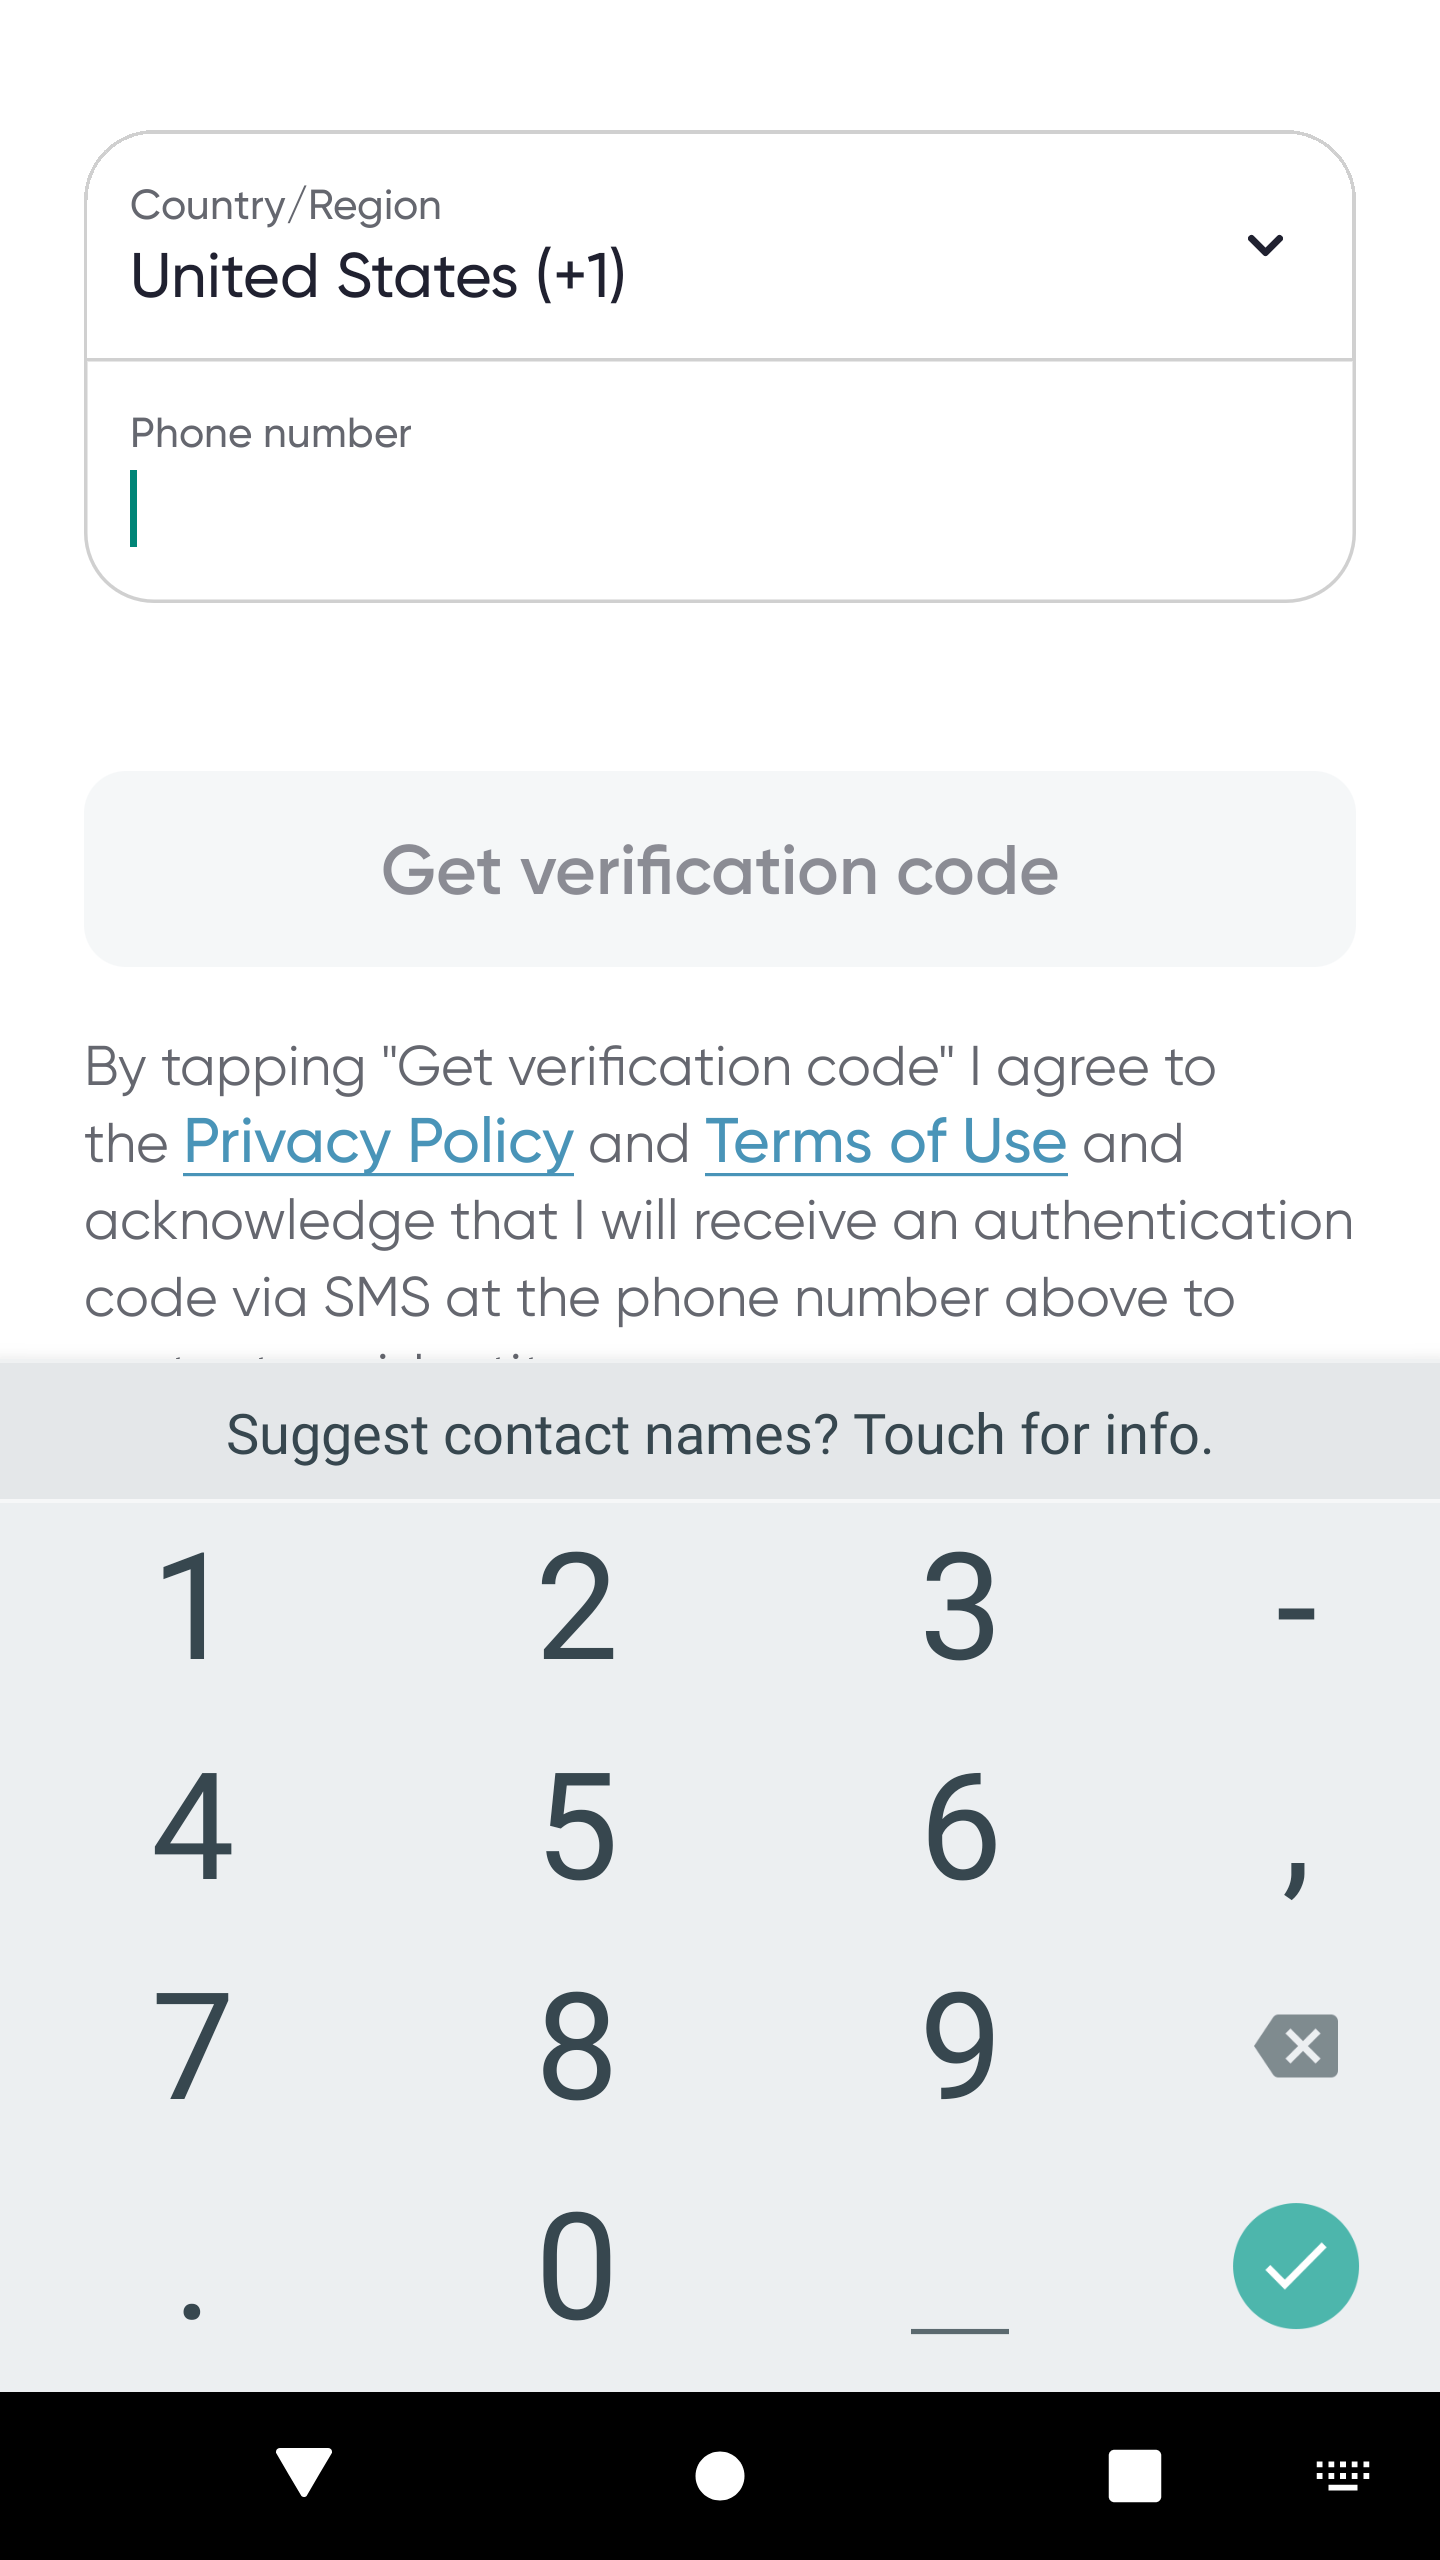 Country/Region
United States (+1)
Phone number
Get verification code
By tapping "Get verification code" I agree to
the Privacy Policy and Terms of Use and
acknowledge that I will receive an authentication
code via SMS at the phone number above to
Suggest contact names? Touch for info.
1 2 3 -
4 5 6 ,
7 8 9
. 0 _